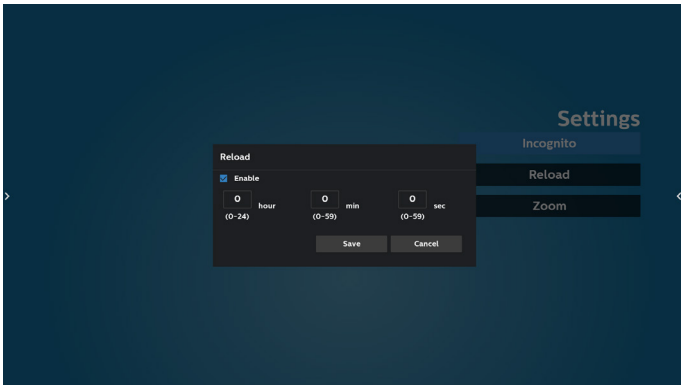 Settings
Incognito
Reload
Zoom
Reload
Enable
0 hour 0 min 0 sec
(0-24) (0-59) (0-59)
Save Cancel